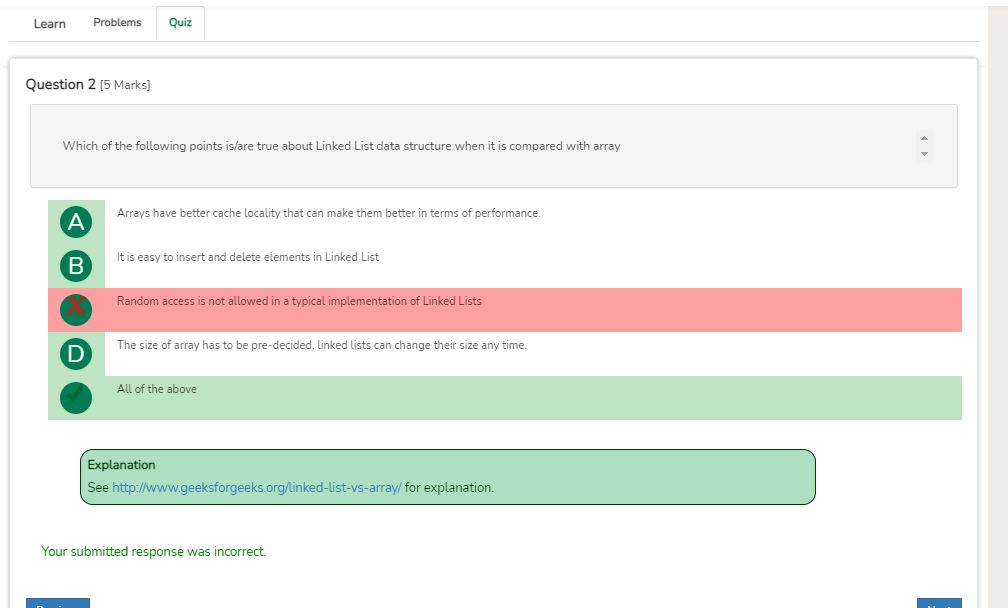 Learn Problems Quiz
Question 2 [5 Marks]
Which of the following points is/are true about Linked List data structure when it is compared with array
A Arrays have better cache locality that can make them better in terms of performance.
B It is easy to insert and delete elements in Linked List
Random access is not allowed in a typical implementation of Linked Lists
D The size of array has to be pre-decided, linked lists can change their size any time.
All of the above
Explanation
See http://www.geeksforgeeks.org/linked-list-vs-array/ for explanation.
Your submitted response was incorrect.